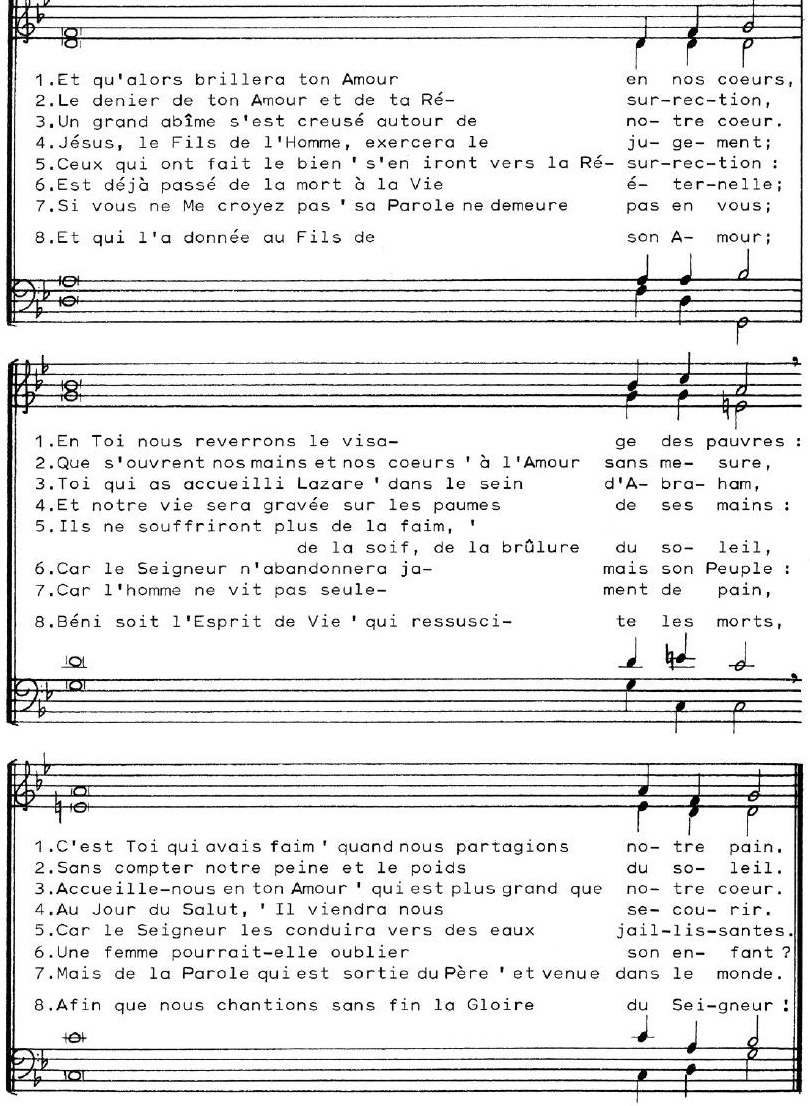 1.Et qu'alors brillera ton Amour en nos coeurs,
2.Le denier de ton Amour et de ta Ré- sur-rec-tion,
3.Un grand abîme s'est creusé autour de no- tre coeur.
4.Jésus, le Fils de l'Homme, exercera le ju- ge- ment;
5.Ceux qui ont fait le bien ' s'en iront vers la Ré- sur-rec-tion :
6.Est déjà passé de la mort à la Vie é- ter-nelle;
7.Si vous ne Me croyez pas ' sa Parole ne demeure pas en vous;
8.Et qui l'a donnée au Fils de son A- mour;
1.En Toi nous reverrons le visa- ge des pauvres :
2.Que s'ouvrent nos mains et nos coeurs ' à l'Amour sans me- sure,
3.Toi qui as accueilli Lazare ' dans le sein d'A- bra- ham,
4.Et notre vie sera gravée sur les paumes de ses mains :
5.Ils ne souffriront plus de la faim, '
de la soif, de la brûlure du so- leil,
6.Car le Seigneur n'abandonnera ja- mais son Peuple :
7.Car l'homme ne vit pas seule- ment de pain,
8.Béni soit l'Esprit de Vie ' qui ressusci- te les morts,
1.C'est Toi qui avais faim ' quand nous partagions no- tre pain.
2.Sans compter notre peine et le poids du so- leil.
3.Accueille-nous en ton Amour ' qui est plus grand que no- tre coeur.
4.Au Jour du Salut, ' Il viendra nous se- cou- rir.
5.Car le Seigneur les conduira vers des eaux jail-lis-santes.
6.Une femme pourrait-elle oublier son en- fant ?
7.Mais de la Parole qui est sortie du Père ' et venue dans le monde.
8.Afin que nous chantions sans fin la Gloire du Sei-gneur !